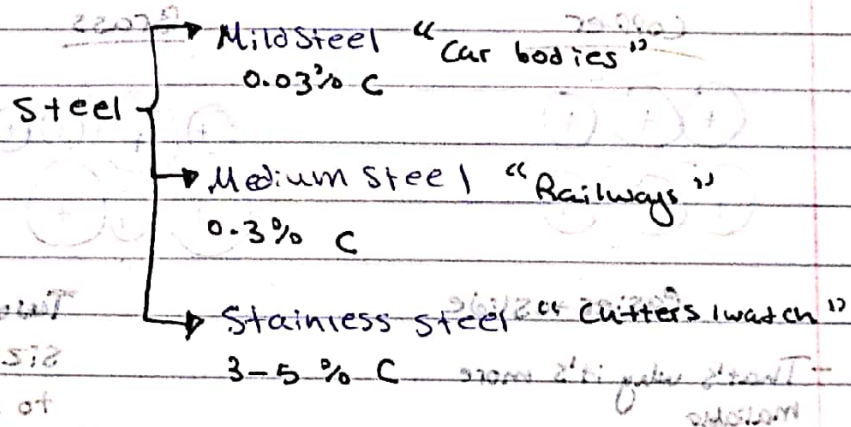 Mild Steel “Car bodies”
0.03% C
Steel
Medium Steel “Railways”
0.3% C
Stainless steel “Cutters, watch”
3-5 % C